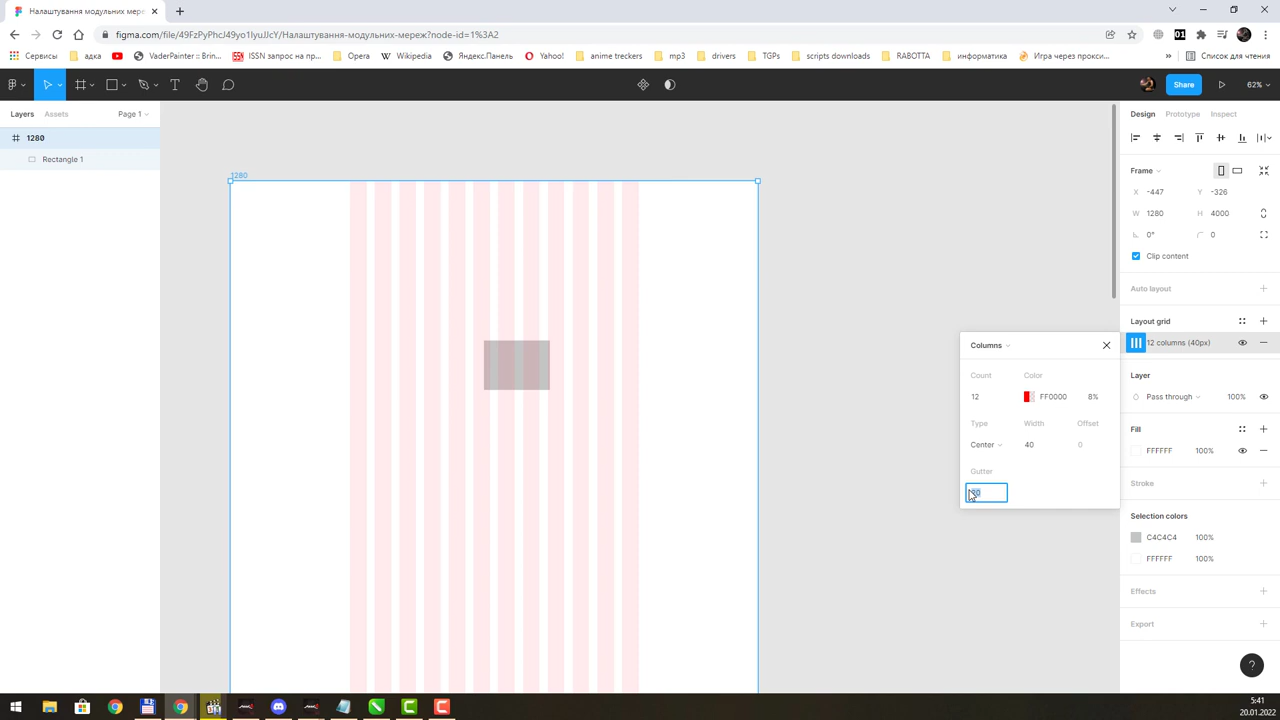 Налаштування модульних мере
figma.com/file/49FzPyPhcJ49yo1IyuJJcY/Налаштування-модульних-мереж?node-id=1%3A2
Сервисы
адка
VaderPainter :: Brin...
ISSN запрос на пр...
Opera
Wikipedia
Яндекс.Панель
Yahoo!
anime treckers
mp3
drivers
TGPs
scripts downloads
RABOTTA
информатика
Игра через прокси...
»
Список для чтения
Share
62%
Layers
Assets
Page 1
Design
Prototype
Inspect
1280
Rectangle 1
1280
Frame
X -447
Y -326
W 1280
H 4000
0°
0
Clip content
Auto layout
Layout grid
12 columns (40px)
Columns
Count
Color
12
FF0000
8%
Type
Width
Offset
Center
40
0
Gutter
Layer
Pass through
100%
Fill
FFFFFF
100%
Stroke
Selection colors
C4C4C4
100%
FFFFFF
100%
Effects
Export
?
5:41
20.01.2022